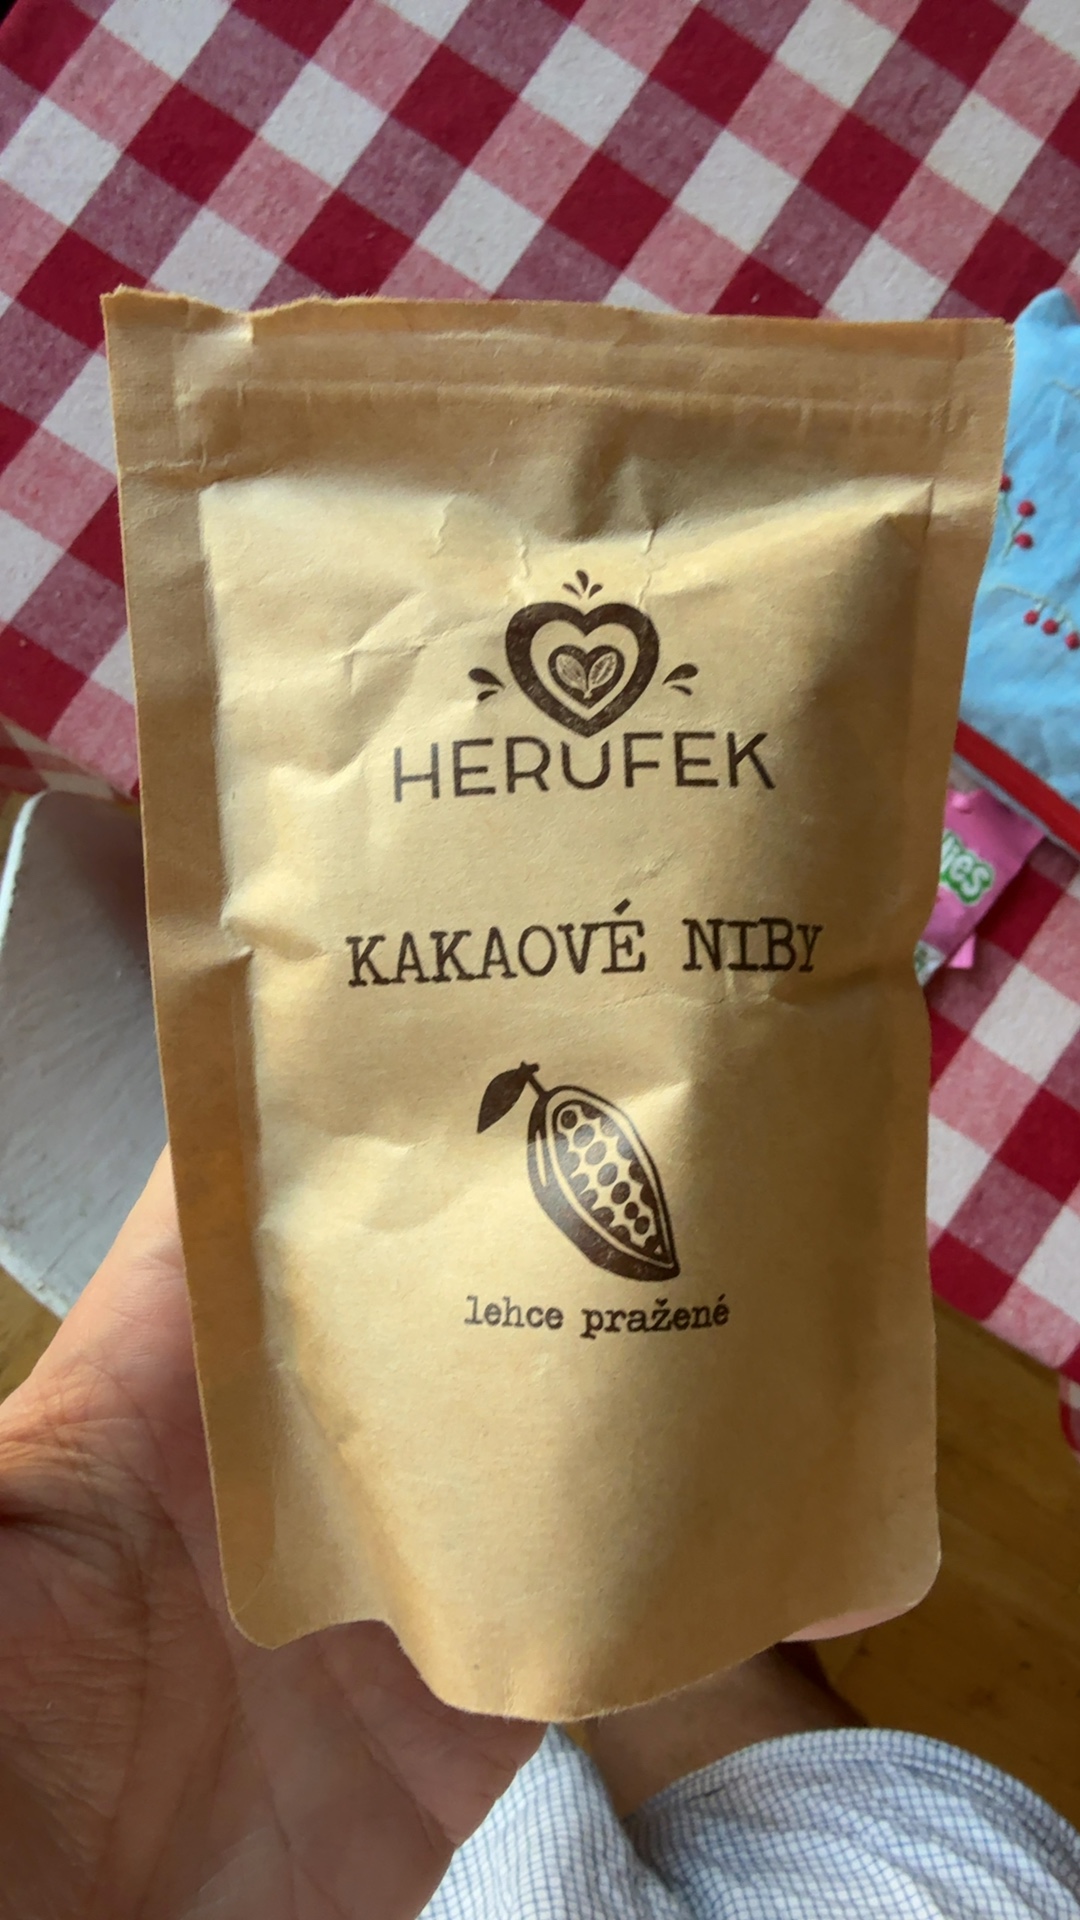 HERUFEK
KAKAOVÉ NIBY
lehce pražené